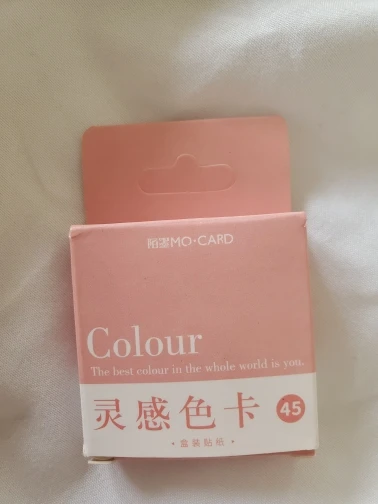 陌墨MO·CARD
Colour
The best colour in the whole world is you.
灵感色卡 45
·盒装贴纸·